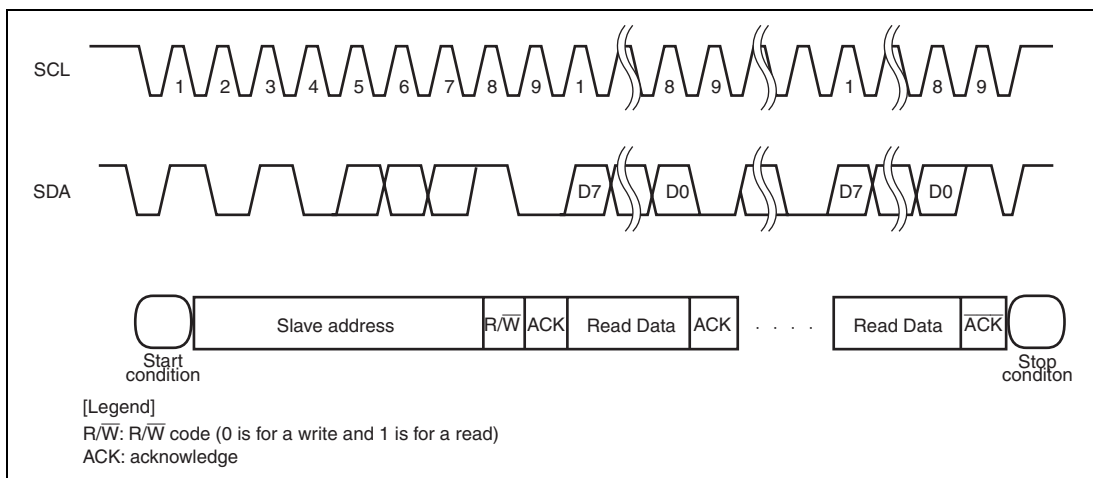 SCL 1 2 3 4 5 6 7 8 9 1 8 9 1 8 9
SDA D7 D0 D7 D0
Slave address R/W̅ ACK Read Data ACK . . . . Read Data A̅C̅K̅
Start
condition
Stop
conditon
[Legend]
R/W̅: R/W̅ code (0 is for a write and 1 is for a read)
ACK: acknowledge